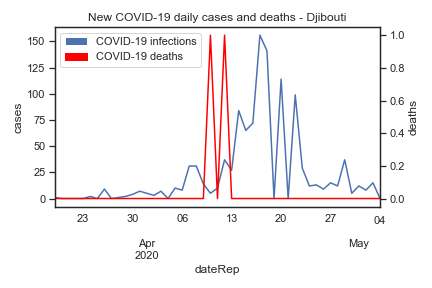 New COVID-19 daily cases and deaths - Djibouti
COVID-19 infections
COVID-19 deaths
cases
150
125
100
75
50
25
0
deaths
1.0
0.8
0.6
0.4
0.2
0.0
23 30 06 13 20 27 04
Apr May
2020
dateRep